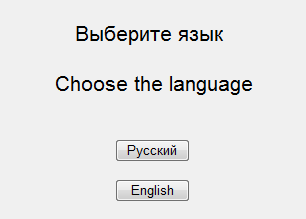 Выберите язык
Choose the language
Русский
English